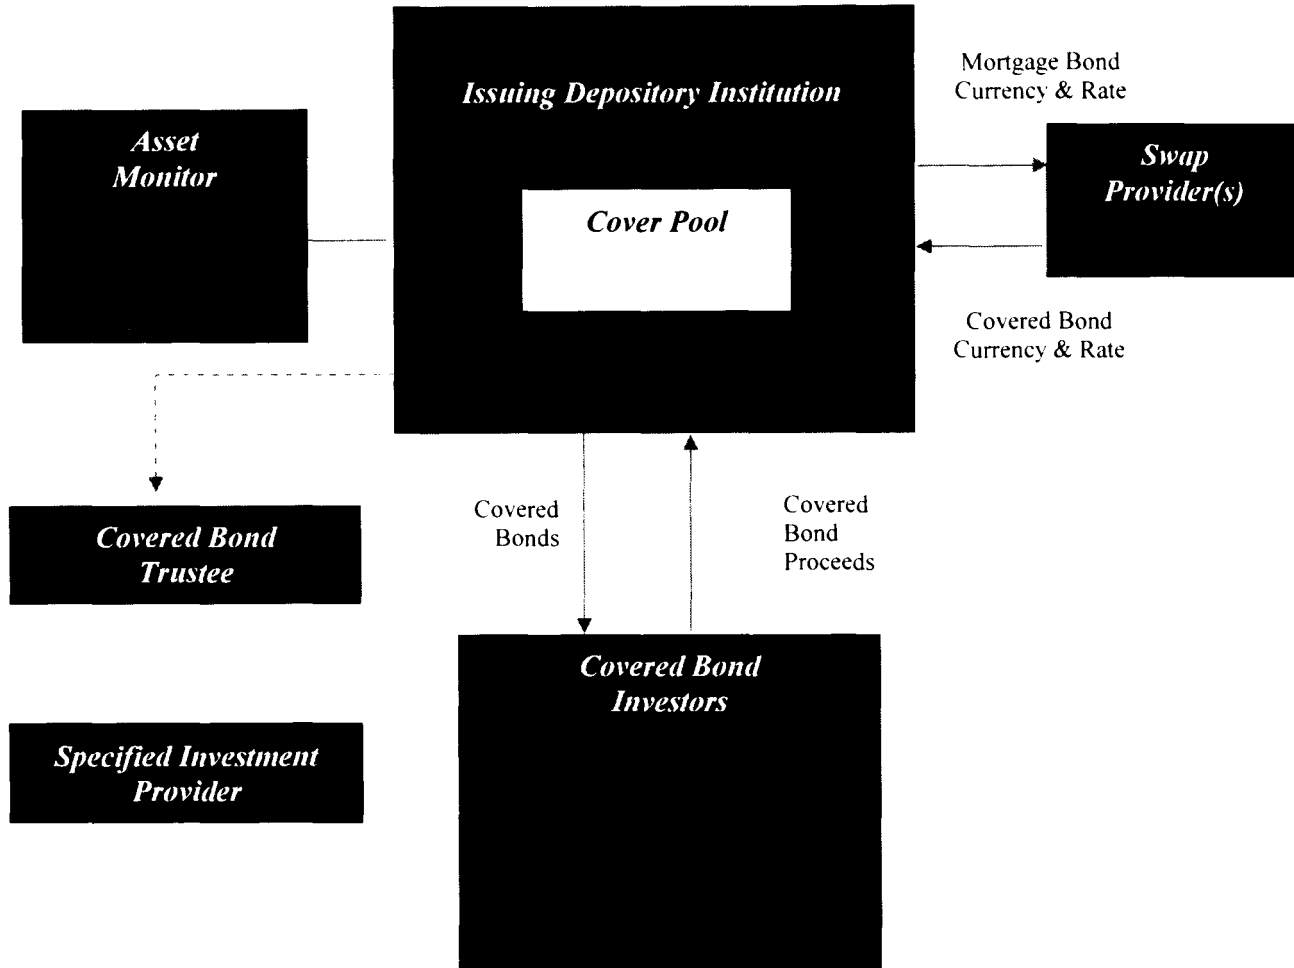 Issuing Depository Institution
Cover Pool
Asset
Monitor
Mortgage Bond
Currency & Rate
Swap
Provider(s)
Covered Bond
Currency & Rate
Covered Bond
Trustee
Covered
Bonds
Covered
Bond
Proceeds
Covered Bond
Investors
Specified Investment
Provider